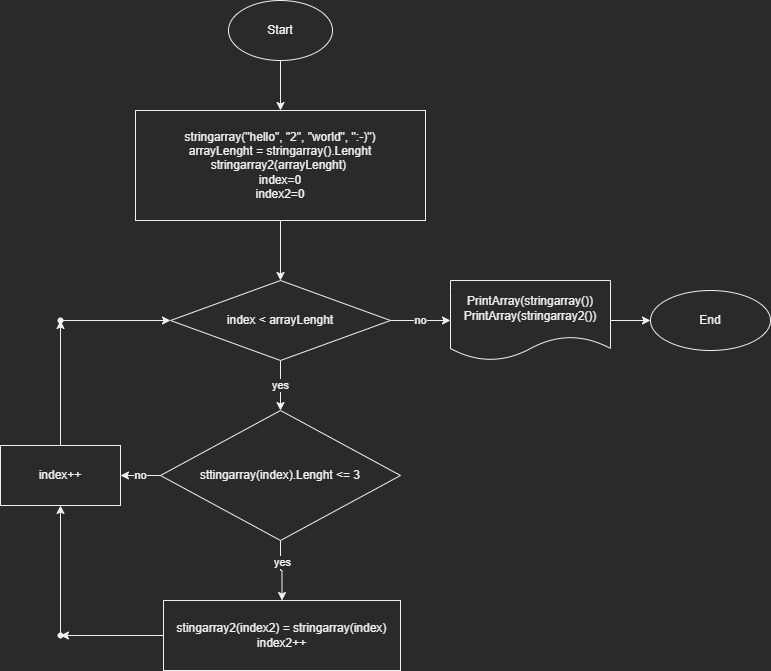 Start
stringarray("hello", "2", "world", ":-)")
arrayLenght = stringarray().Lenght
stringarray2(arrayLenght)
index=0
index2=0
index < arrayLenght
no
PrintArray(stringarray())
PrintArray(stringarray2())
End
yes
sttingarray(index).Lenght <= 3
no
index++
yes
stingarray2(index2) = stringarray(index)
index2++